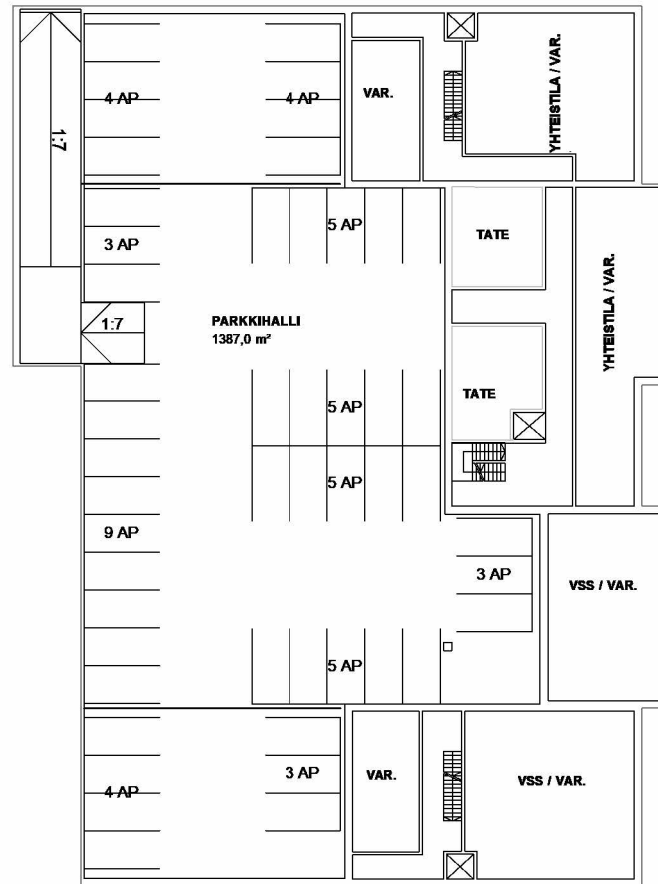 4 AP
4 AP
VAR.
YHTEISTILA / VAR.
1:7
3 AP
5 AP
TATE
1:7
PARKKIHALLI
1387,0 m²
YHTEISTILA / VAR.
5 AP
TATE
5 AP
9 AP
3 AP
VSS / VAR.
5 AP
4 AP
3 AP
VAR.
VSS / VAR.